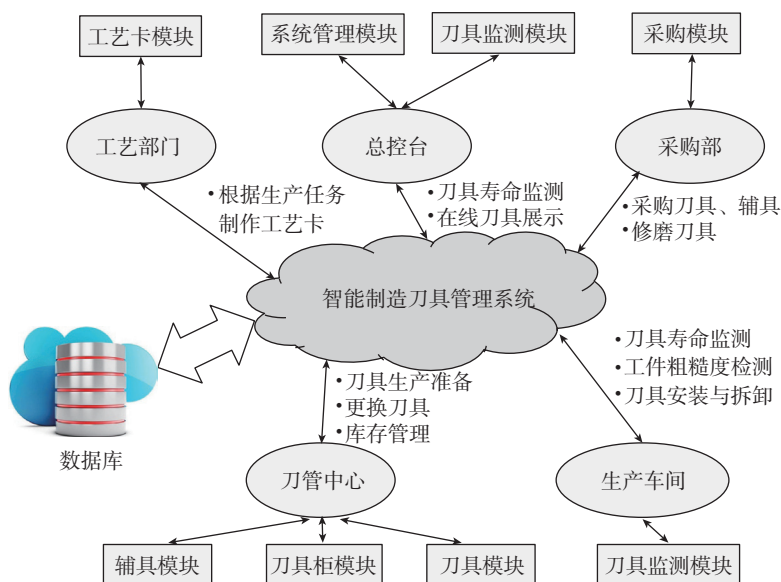 工艺卡模块
系统管理模块
刀具监测模块
采购模块
工艺部门
总控台
采购部
•根据生产任务
制作工艺卡
•刀具寿命监测
•在线刀具展示
•采购刀具、辅具
•修磨刀具
智能制造刀具管理系统
•刀具寿命监测
•工件粗糙度检测
•刀具安装与拆卸
•刀具生产准备
•更换刀具
•库存管理
数据库
刀管中心
生产车间
辅具模块
刀具柜模块
刀具模块
刀具监测模块